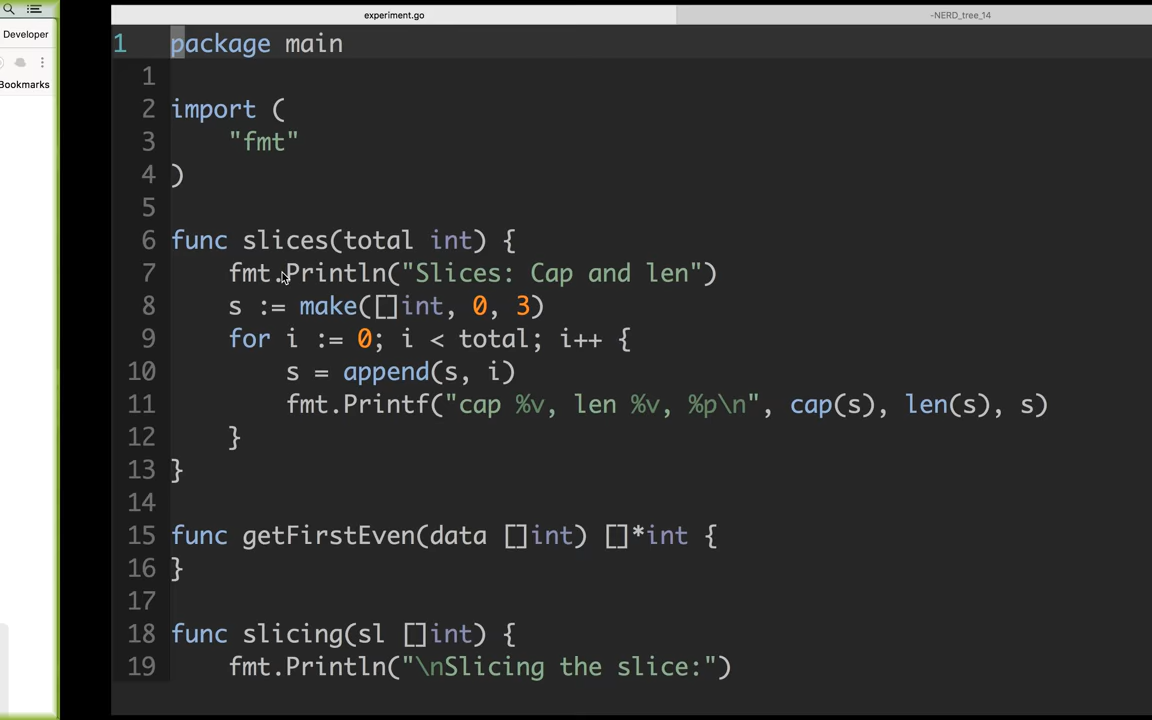 experiment.go
-NERD_tree_14
Developer
Bookmarks
1 package main
1
2 import (
3 "fmt"
4 )
5
6 func slices(total int) {
7 fmt.Println("Slices: Cap and len")
8 s := make([]int, 0, 3)
9 for i := 0; i < total; i++ {
10 s = append(s, i)
11 fmt.Printf("cap %v, len %v, %p\n", cap(s), len(s), s)
12 }
13 }
14
15 func getFirstEven(data []int) []*int {
16 }
17
18 func slicing(sl []int) {
19 fmt.Println("\nSlicing the slice:")